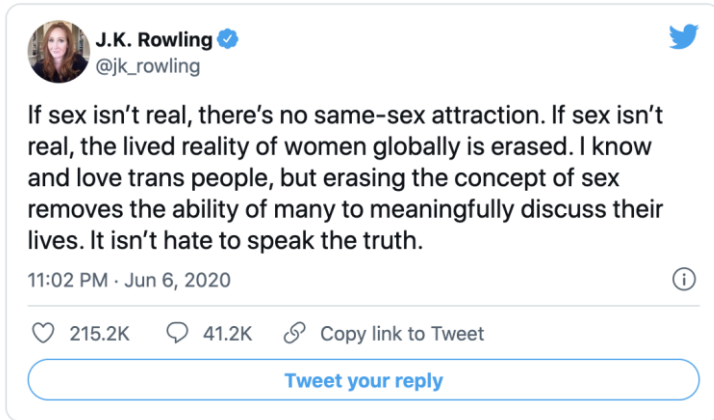 J.K. Rowling
@jk_rowling
If sex isn’t real, there’s no same-sex attraction. If sex isn’t
real, the lived reality of women globally is erased. I know
and love trans people, but erasing the concept of sex
removes the ability of many to meaningfully discuss their
lives. It isn’t hate to speak the truth.
11:02 PM · Jun 6, 2020
215.2K 41.2K Copy link to Tweet
Tweet your reply